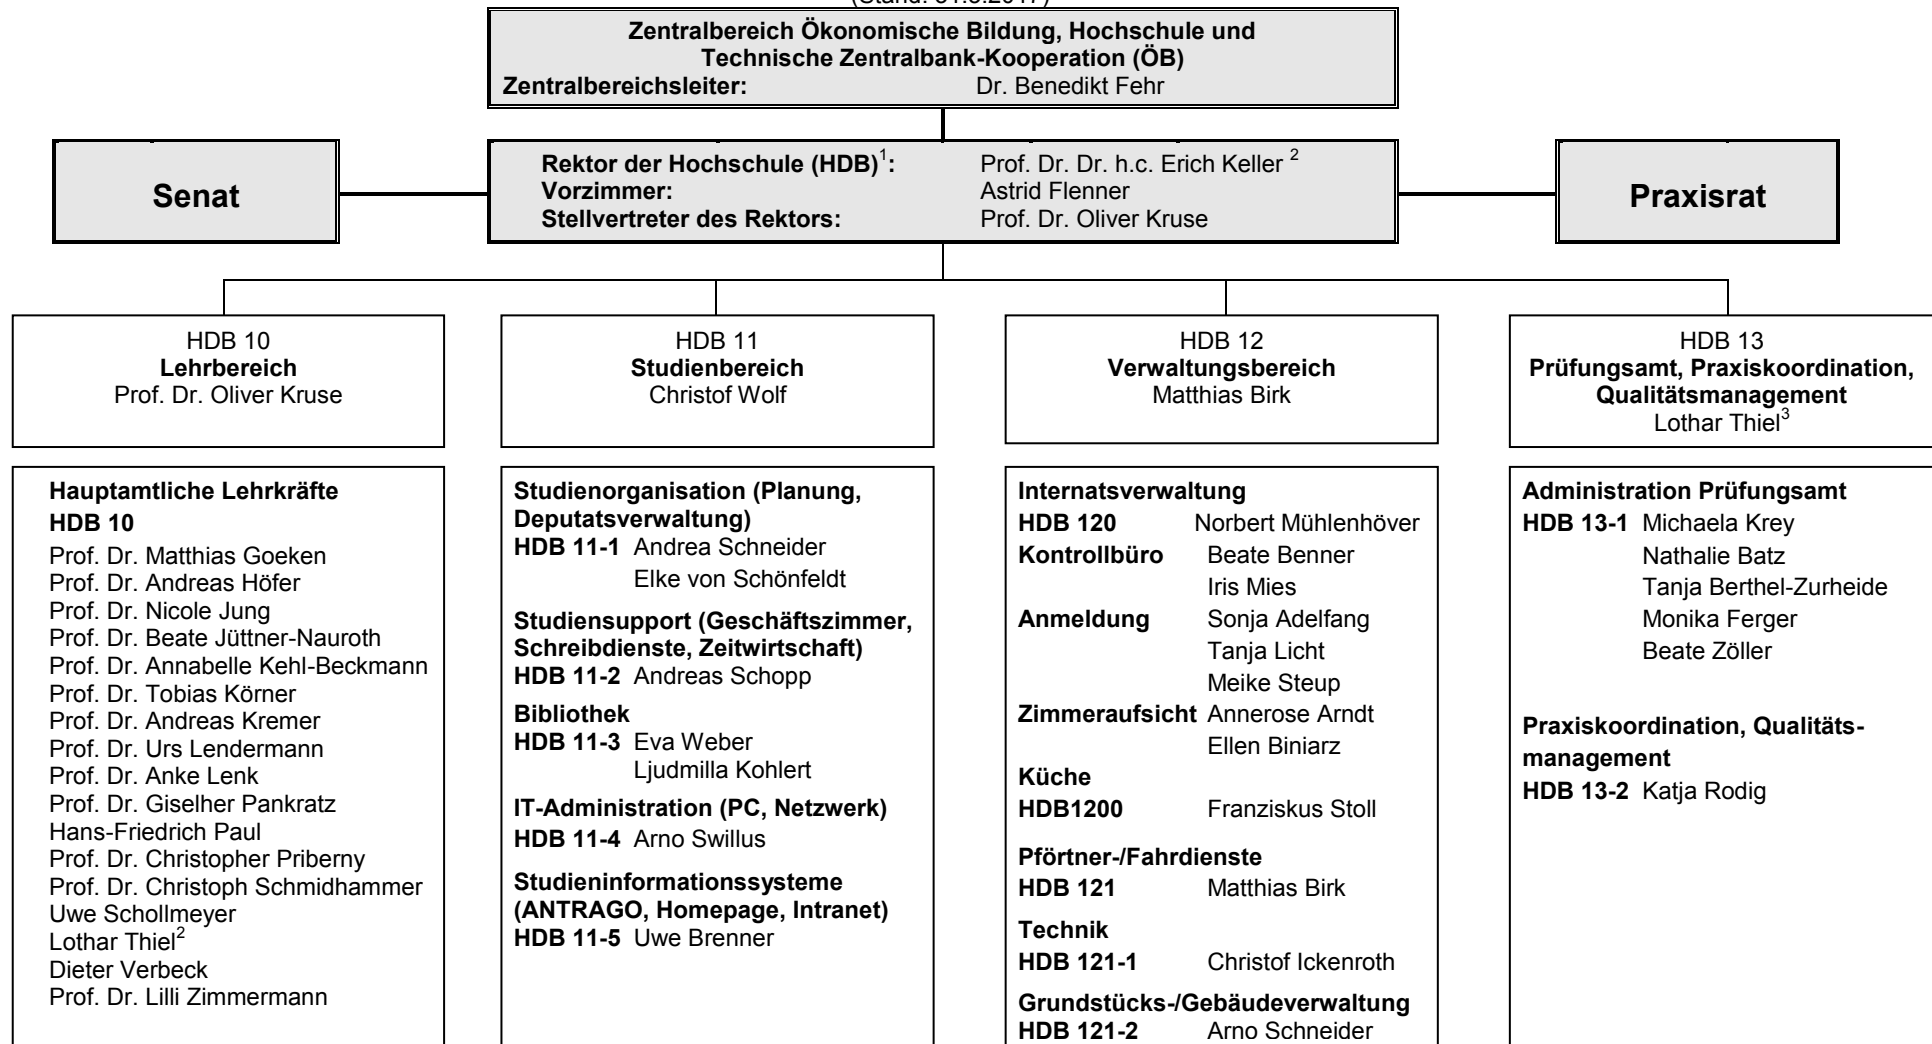 (Stand: 31.8.2017)
Zentralbereich Ökonomische Bildung, Hochschule und
Technische Zentralbank-Kooperation (ÖB)
Zentralbereichsleiter: Dr. Benedikt Fehr
Senat
Rektor der Hochschule (HDB)1: Prof. Dr. Dr. h.c. Erich Keller 2
Vorzimmer: Astrid Flenner
Stellvertreter des Rektors: Prof. Dr. Oliver Kruse
Praxisrat
HDB 10
Lehrbereich
Prof. Dr. Oliver Kruse
HDB 11
Studienbereich
Christof Wolf
HDB 12
Verwaltungsbereich
Matthias Birk
HDB 13
Prüfungsamt, Praxiskoordination,
Qualitätsmanagement
Lothar Thiel3
Hauptamtliche Lehrkräfte
HDB 10
Prof. Dr. Matthias Goeken
Prof. Dr. Andreas Höfer
Prof. Dr. Nicole Jung
Prof. Dr. Beate Jüttner-Nauroth
Prof. Dr. Annabelle Kehl-Beckmann
Prof. Dr. Tobias Körner
Prof. Dr. Andreas Kremer
Prof. Dr. Urs Lendermann
Prof. Dr. Anke Lenk
Prof. Dr. Giselher Pankratz
Hans-Friedrich Paul
Prof. Dr. Christopher Priberny
Prof. Dr. Christoph Schmidhammer
Uwe Schollmeyer
Lothar Thiel2
Dieter Verbeck
Prof. Dr. Lilli Zimmermann
Studienorganisation (Planung,
Deputatsverwaltung)
HDB 11-1 Andrea Schneider
Elke von Schönfeldt
Studiensupport (Geschäftszimmer,
Schreibdienste, Zeitwirtschaft)
HDB 11-2 Andreas Schopp
Bibliothek
HDB 11-3 Eva Weber
Ljudmilla Kohlert
IT-Administration (PC, Netzwerk)
HDB 11-4 Arno Swillus
Studieninformationssysteme
(ANTRAGO, Homepage, Intranet)
HDB 11-5 Uwe Brenner
Internatsverwaltung
HDB 120 Norbert Mühlenhöver
Kontrollbüro Beate Benner
Iris Mies
Anmeldung Sonja Adelfang
Tanja Licht
Meike Steup
Zimmeraufsicht Annerose Arndt
Ellen Biniarz
Küche
HDB1200 Franziskus Stoll
Pförtner-/Fahrdienste
HDB 121 Matthias Birk
Technik
HDB 121-1 Christof Ickenroth
Grundstücks-/Gebäudeverwaltung
HDB 121-2 Arno Schneider
Administration Prüfungsamt
HDB 13-1 Michaela Krey
Nathalie Batz
Tanja Berthel-Zurheide
Monika Ferger
Beate Zöller
Praxiskoordination, Qualitäts-
management
HDB 13-2 Katja Rodig